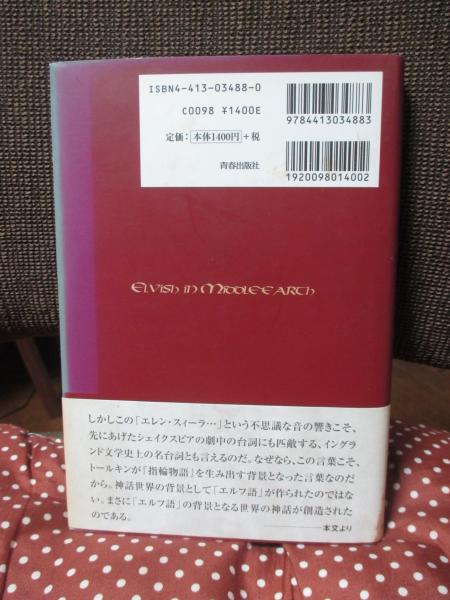 ISBN4-413-03488-0
C0098 ¥1400E
定価：本体1400円+税
青春出版社
9784413034883
1920098014002
Elvish in Middle-Earth
しかしこの「エレン・スィーラ…」という不思議な音の響きこそ、
先にあげたシェイクスピアの劇中の台詞にも匹敵する、イングラ
ンド文学史上の名台詞とも言えるのだ。なぜなら、この言葉こそ、
トールキンが「指輪物語」を生み出す背景となった言葉なのだ
から。神話世界の背景として「エルフ語」が作られたのではな
い。まさに「エルフ語」の背景となる世界の神話が創造された
のである。
――本文より